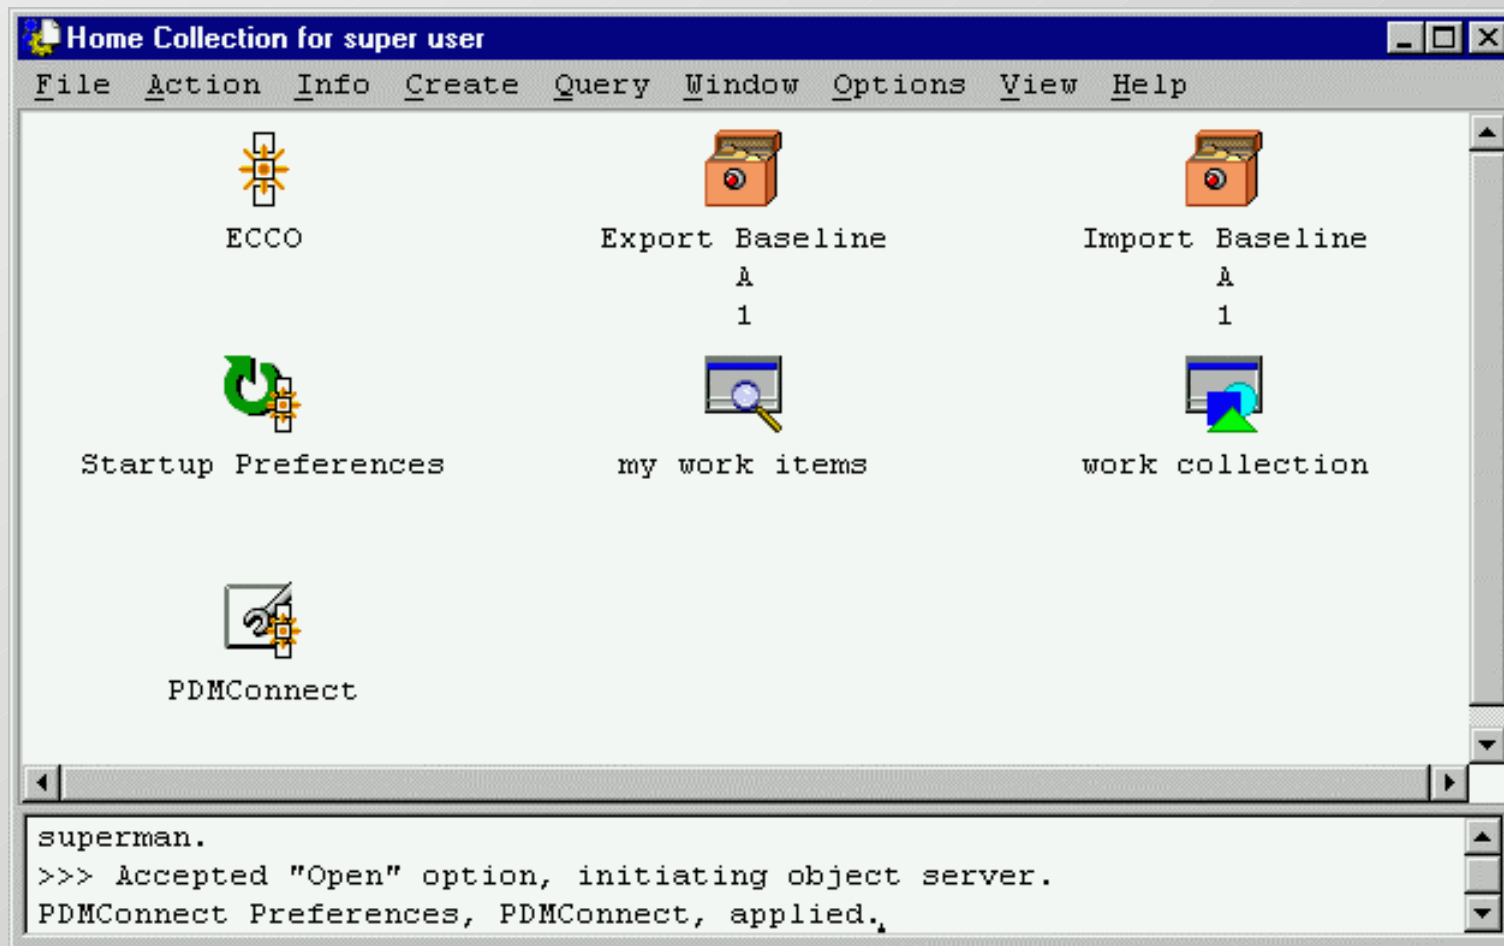 Home Collection for super user
File Action Info Create Query Window Options View Help
ECCO
Export Baseline
A
1
Import Baseline
A
1
Startup Preferences
my work items
work collection
PDMConnect
superman.
>>> Accepted "Open" option, initiating object server.
PDMConnect Preferences, PDMConnect, applied.